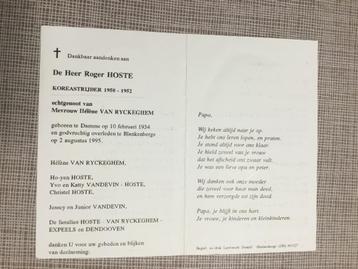 Dankbaar aandenken aan
De Heer Roger HOSTE
KOREASTRIJDER 1950 - 1952
echtgenoot van
Mevrouw Hélène VAN RYCKEGHEM
geboren te Damme op 10 februari 1934
en godvruchtig overleden te Blankenberge
op 2 augustus 1995.
Hélène VAN RYCKEGHEM,
Ho-yun HOSTE,
Yvo en Katty VANDEVIN - HOSTE,
Christel HOSTE,
Jessey en Junior VANDEVIN,
De families HOSTE - VAN RYCKEGHEM -
EXPEELS en DENDOOVEN
danken U voor uw gebeden en blijken
van deelneming.
Papa,
Wij keken altijd naar je op.
Je hebt ons leren lopen, en praten.
Je stond altijd voor ons klaar.
Je hield zoveel van je vrouw
dat het afscheid ons zwaar valt.
Je was een lieve opa en peter.
Wij danken ook onze moeder
die zoveel voor haar man deed,
en hem verzorgde tot zijn dood.
Papa, je blijft in ons hart.
Je vrouw, je kinderen en kleinkinderen.